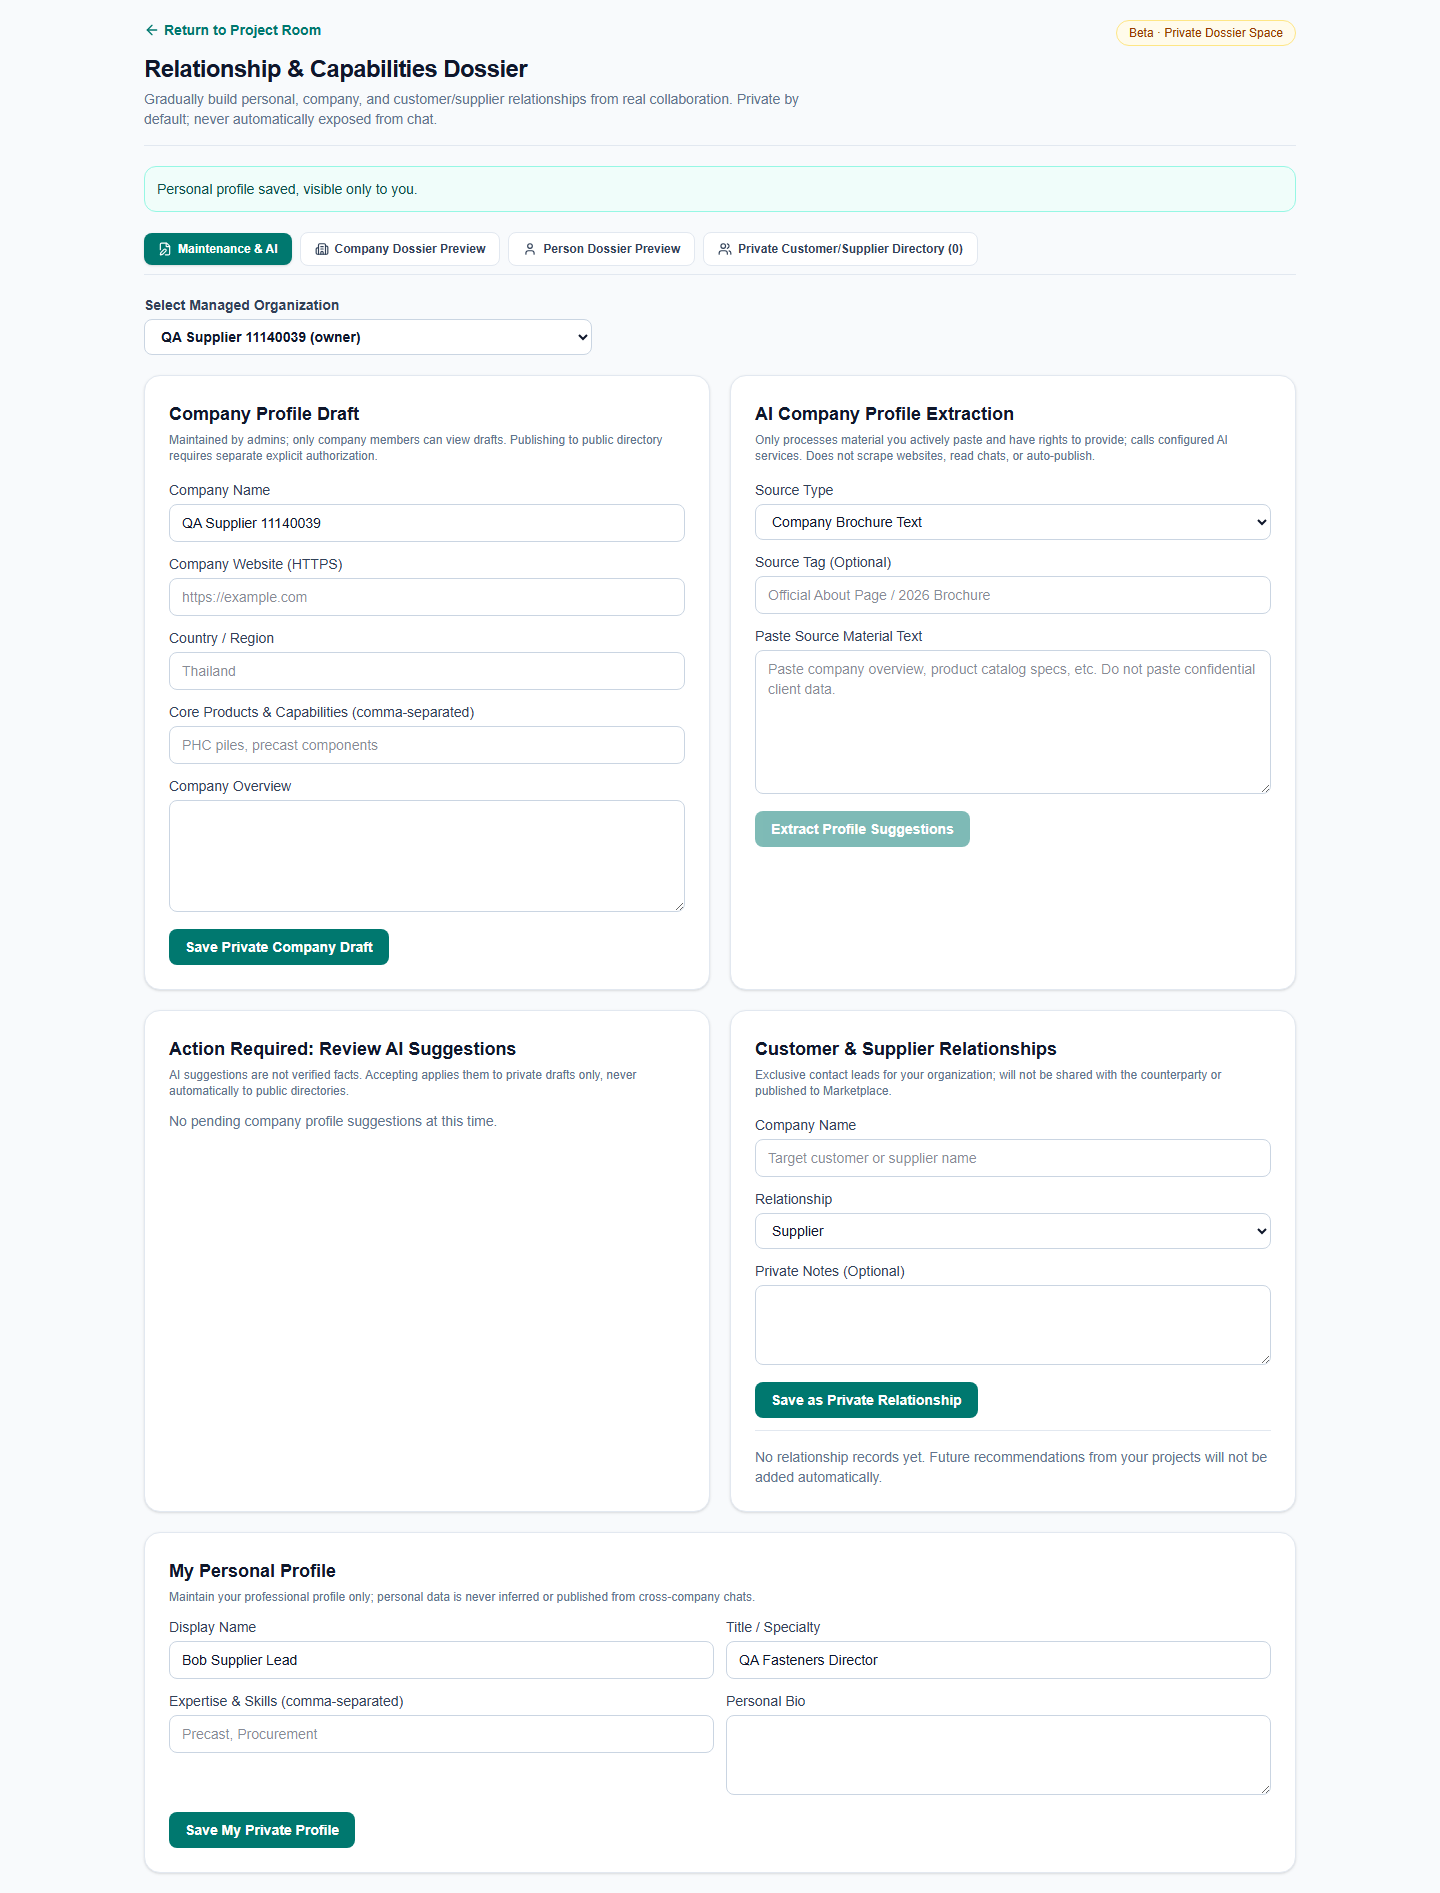 Return to Project Room
Beta · Private Dossier Space
Relationship & Capabilities Dossier
Gradually build personal, company, and customer/supplier relationships from real collaboration. Private by
default; never automatically exposed from chat.
Personal profile saved, visible only to you.
Maintenance & AI
Company Dossier Preview
Person Dossier Preview
Private Customer/Supplier Directory (0)
Select Managed Organization
QA Supplier 11140039 (owner)
Company Profile Draft
Maintained by admins; only company members can view drafts. Publishing to public directory
requires separate explicit authorization.
Company Name
QA Supplier 11140039
Company Website (HTTPS)
https://example.com
Country / Region
Thailand
Core Products & Capabilities (comma-separated)
PHC piles, precast components
Company Overview
Save Private Company Draft
AI Company Profile Extraction
Only processes material you actively paste and have rights to provide; calls configured AI
services. Does not scrape websites, read chats, or auto-publish.
Source Type
Company Brochure Text
Source Tag (Optional)
Official About Page / 2026 Brochure
Paste Source Material Text
Paste company overview, product catalog specs, etc. Do not paste confidential
client data.
Extract Profile Suggestions
Action Required: Review AI Suggestions
AI suggestions are not verified facts. Accepting applies them to private drafts only, never
automatically to public directories.
No pending company profile suggestions at this time.
Customer & Supplier Relationships
Exclusive contact leads for your organization; will not be shared with the counterparty or
published to Marketplace.
Company Name
Target customer or supplier name
Relationship
Supplier
Private Notes (Optional)
Save as Private Relationship
No relationship records yet. Future recommendations from your projects will not be
added automatically.
My Personal Profile
Maintain your professional profile only; personal data is never inferred or published from cross-company chats.
Display Name
Bob Supplier Lead
Title / Specialty
QA Fasteners Director
Expertise & Skills (comma-separated)
Precast, Procurement
Personal Bio
Save My Private Profile